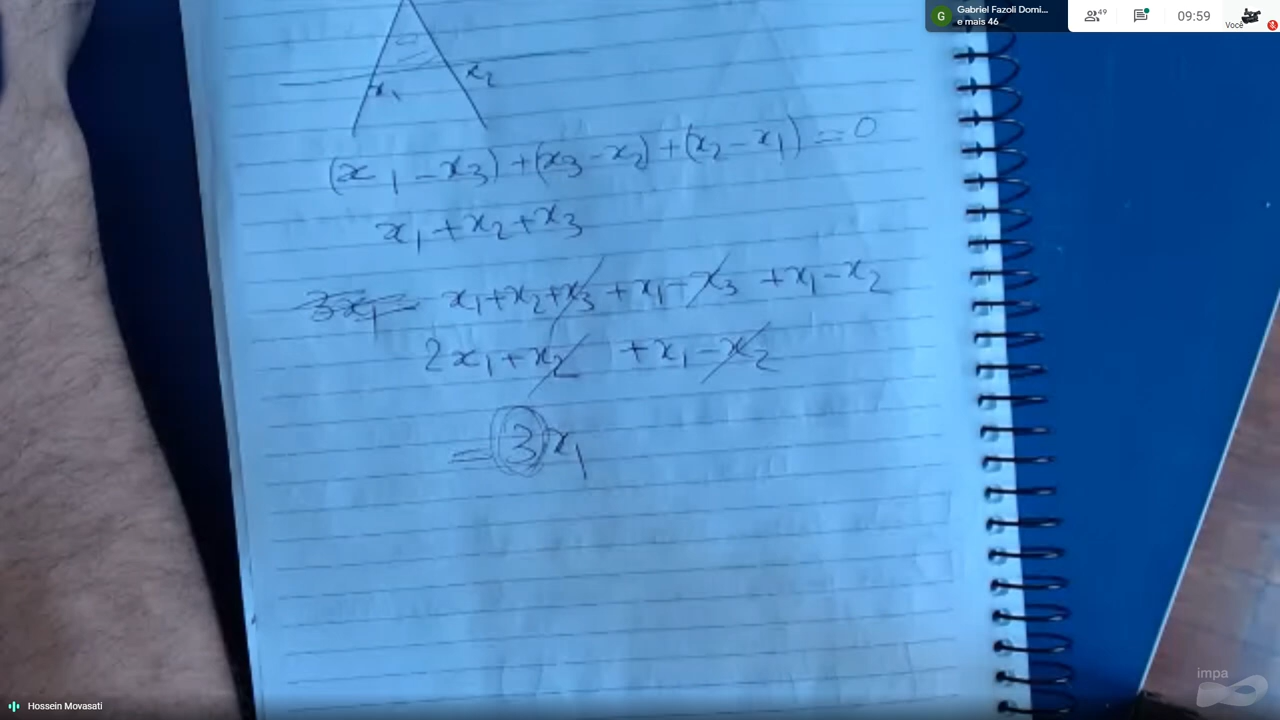 Gabriel Fazoli Domi...
e mais 46
49
09:59
Você
x₁ x₂
(x₁ - x₃) + (x₃ - x₂) + (x₂ - x₁) = 0
x₁ + x₂ + x₃
3x₁ = x₁ + x₂ + x₃ + x₁ - x₃ + x₁ - x₂
2x₁ + x₂ + x₁ - x₂
= 3x₁
impa
Hossein Movasati